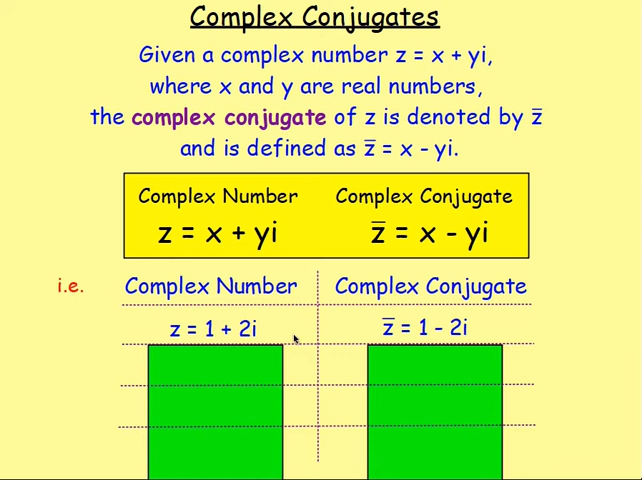 Complex Conjugates
Given a complex number z = x + yi,
where x and y are real numbers,
the complex conjugate of z is denoted by z̅
and is defined as z̅ = x - yi.
Complex Number Complex Conjugate
z = x + yi z̅ = x - yi
i.e. Complex Number Complex Conjugate
z = 1 + 2i z̅ = 1 - 2i